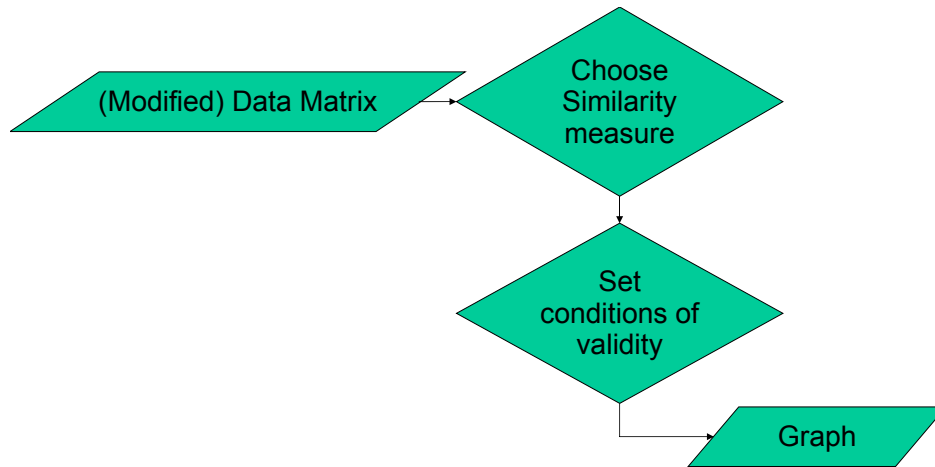 (Modified) Data Matrix
Choose
Similarity
measure
Set
conditions of
validity
Graph